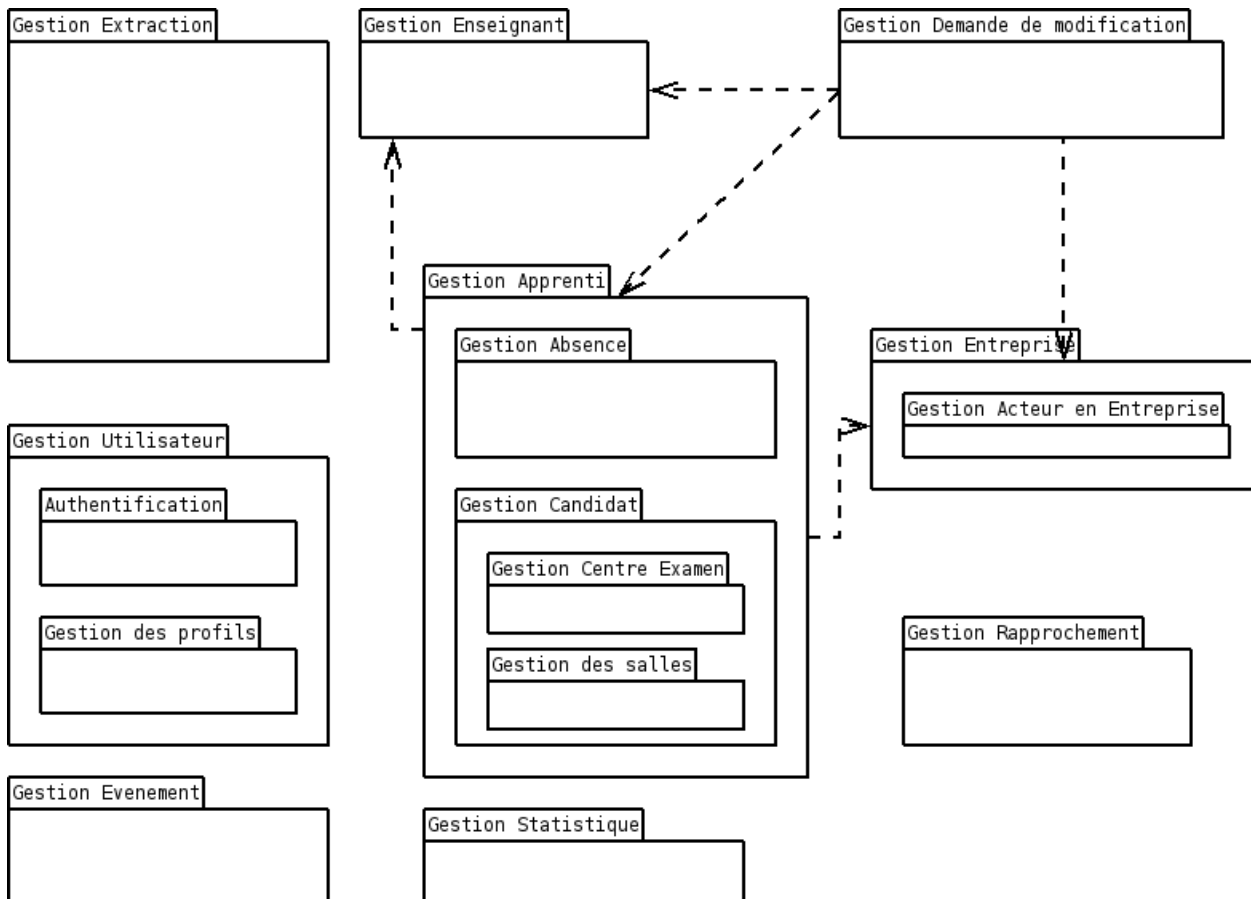 Gestion Extraction
Gestion Enseignant
Gestion Demande de modification
Gestion Apprenti
Gestion Absence
Gestion Entreprise
Gestion Acteur en Entreprise
Gestion Utilisateur
Authentification
Gestion Candidat
Gestion Centre Examen
Gestion des profils
Gestion Rapprochement
Gestion des salles
Gestion Evenement
Gestion Statistique